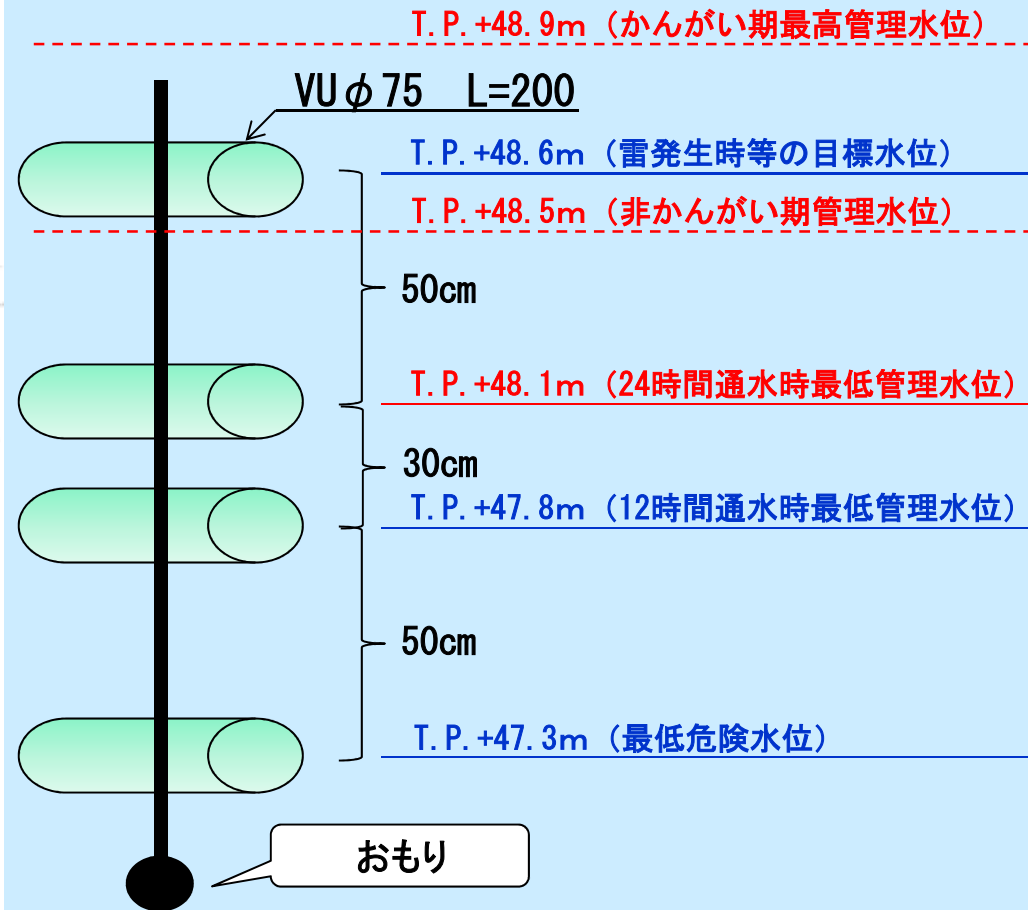 T.P.+48.9m（かんがい期最高管理水位）
VUφ75　L=200
T.P.+48.6m（雷発生時等の目標水位）
T.P.+48.5m（非かんがい期管理水位）
50cm
T.P.+48.1m（24時間通水時最低管理水位）
30cm
T.P.+47.8m（12時間通水時最低管理水位）
50cm
T.P.+47.3m（最低危険水位）
おもり